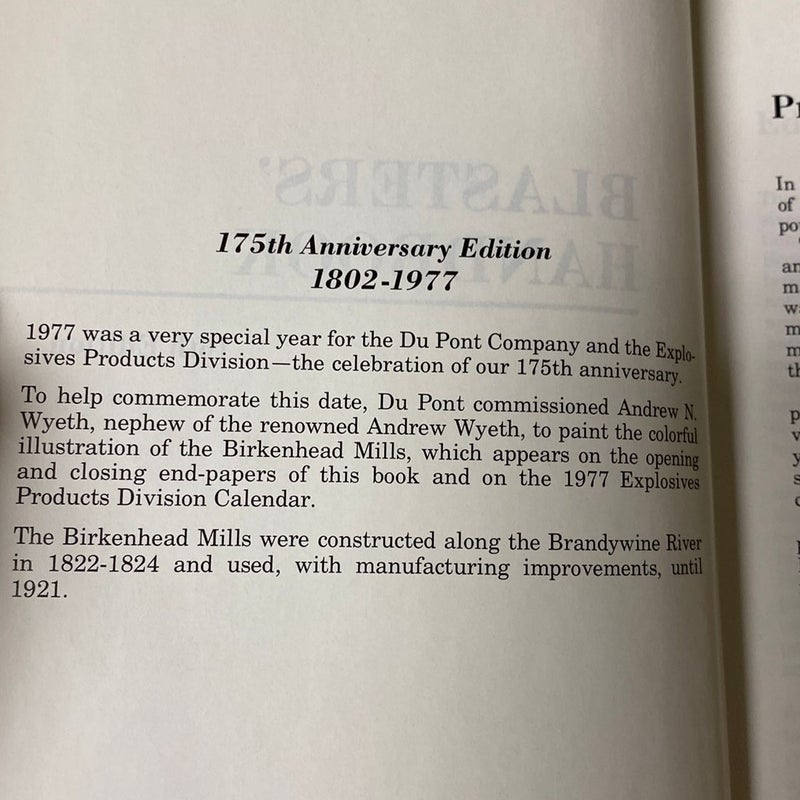 175th Anniversary Edition
1802-1977
1977 was a very special year for the Du Pont Company and the Explo-
sives Products Division—the celebration of our 175th anniversary.
To help commemorate this date, Du Pont commissioned Andrew N.
Wyeth, nephew of the renowned Andrew Wyeth, to paint the colorful
illustration of the Birkenhead Mills, which appears on the opening
and closing end-papers of this book and on the 1977 Explosives
Products Division Calendar.
The Birkenhead Mills were constructed along the Brandywine River
in 1822-1824 and used, with manufacturing improvements, until
1921.
BLASTERS'
In
of